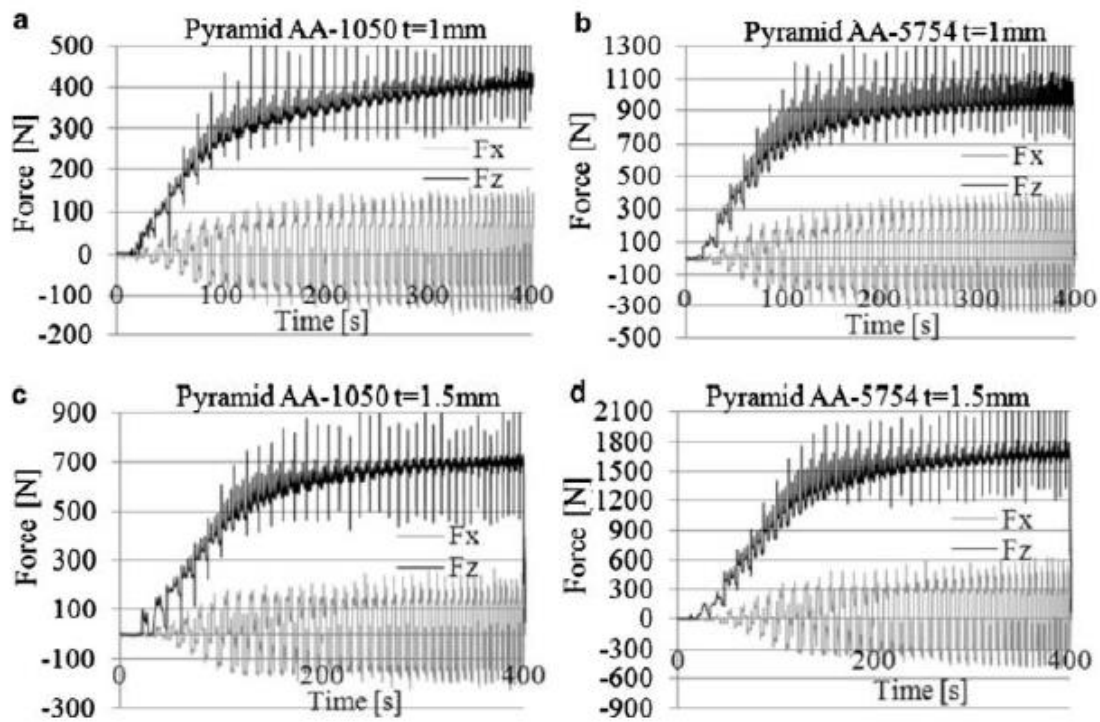 a
Pyramid AA-1050 t=1mm
500
400
300
200
100
0
-100
-200
Force [N]
Fx
Fz
0
100
200
300
400
Time [s]
b
Pyramid AA-5754 t=1mm
1300
1100
900
700
500
300
100
-100
-300
-500
Force [N]
Fx
Fz
0
100
200
300
400
Time [s]
c
Pyramid AA-1050 t=1.5mm
900
700
500
300
100
-100
-300
Force [N]
Fx
Fz
0
200
400
Time [s]
d
Pyramid AA-5754 t=1.5mm
2100
1800
1500
1200
900
600
300
0
-300
-600
-900
Force [N]
Fx
Fz
0
200
400
Time [s]